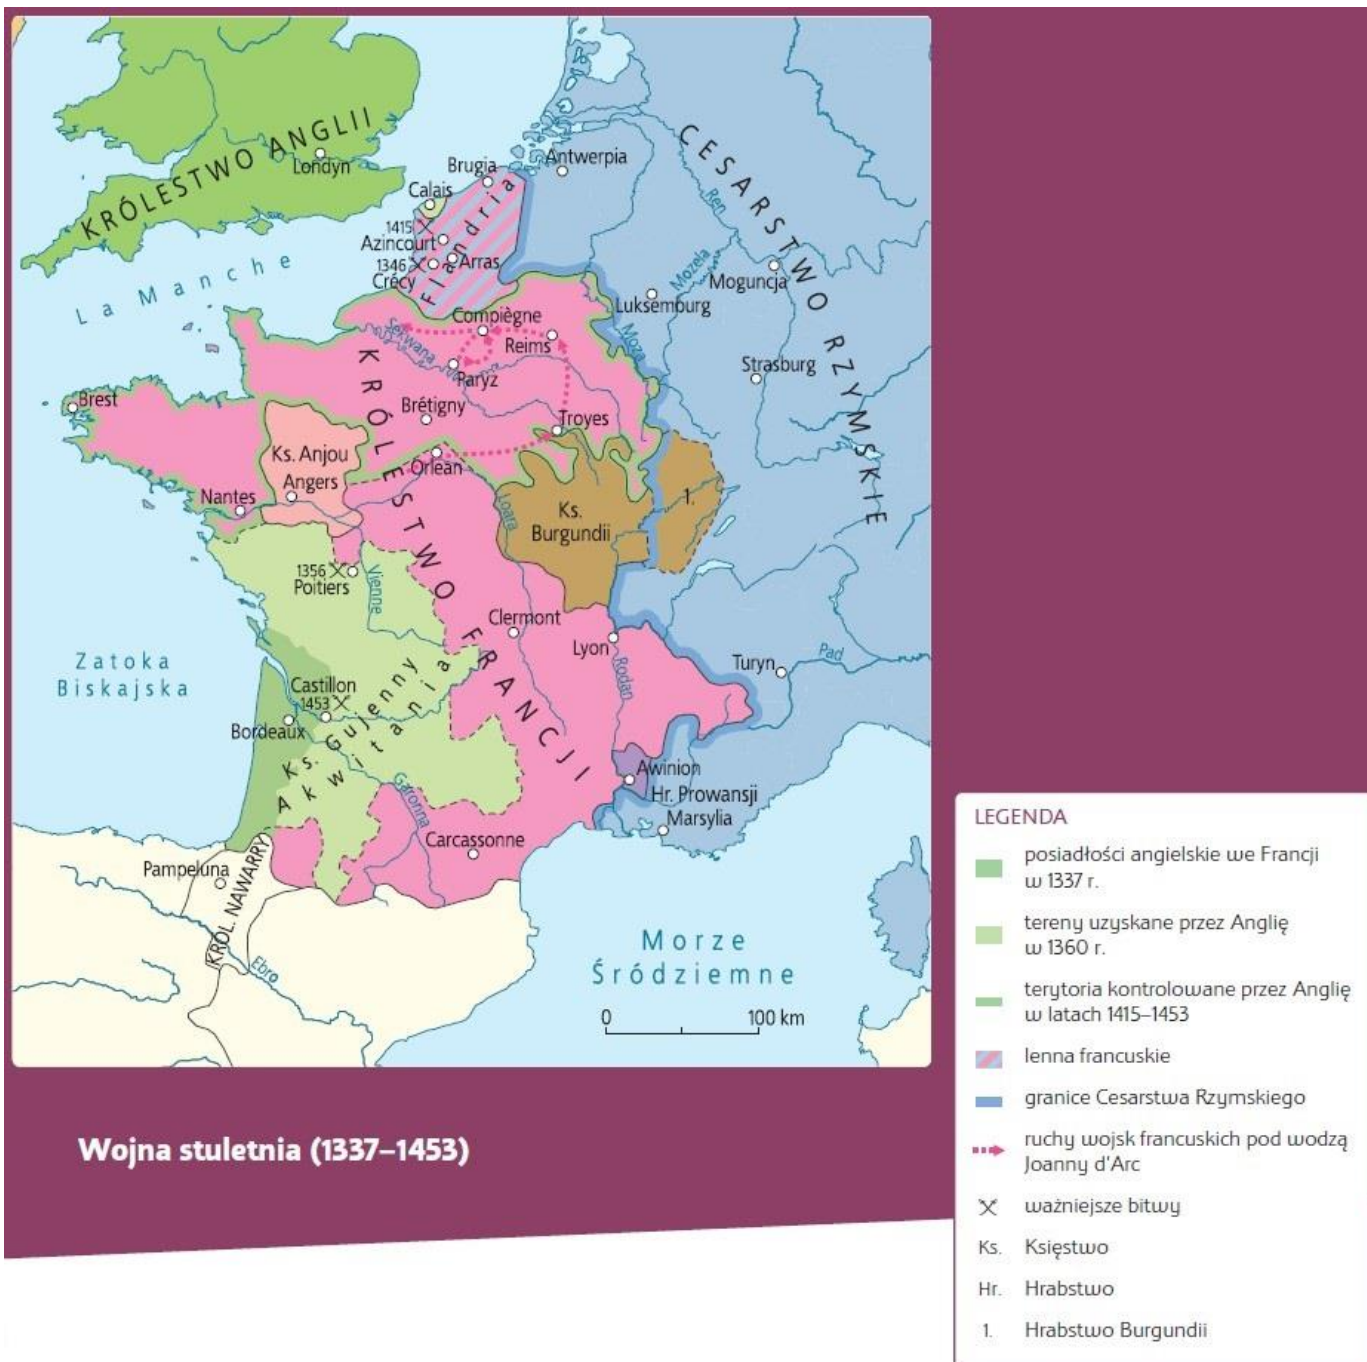 KRÓLESTWO ANGLII
Londyn
CESARSTWO RZYMSKIE
Antwerpia
Brugia
Calais
Flandria
1415
Azincourt
Arras
1346
Crécy
La Manche
Ren
Mozela
Moguncja
Luksemburg
Moza
Compiègne
Sekwana
Reims
Paryż
Strasburg
Brest
Brétigny
Troyes
KRÓLESTWO FRANCJI
Ks. Anjou
Angers
Orlean
Nantes
Loara
Ks.
Burgundii
1.
1356
Poitiers
Vienne
Clermont
Lyon
Rodan
Turyn
Pad
Zatoka
Biskajska
Castillon
1453
Bordeaux
Ks. Gujenny
Akwitania
Garonna
Awinion
Hr. Prowansji
Marsylia
Carcassonne
Pampeluna
KRÓL. NAWARRY
Ebro
Morze
Śródziemne
0
100 km
Wojna stuletnia (1337–1453)
LEGENDA
posiadłości angielskie we Francji
w 1337 r.
tereny uzyskane przez Anglię
w 1360 r.
terytoria kontrolowane przez Anglię
w latach 1415–1453
lenna francuskie
granice Cesarstwa Rzymskiego
ruchy wojsk francuskich pod wodzą
Joanny d'Arc
ważniejsze bitwy
Ks. Księstwo
Hr. Hrabstwo
1. Hrabstwo Burgundii